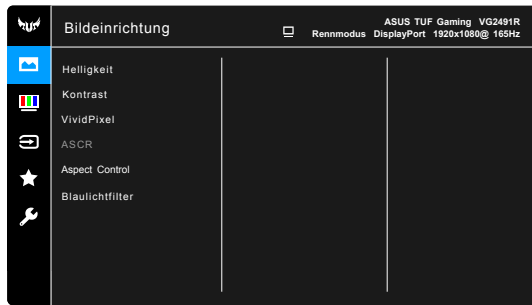 Bildeinrichtung
ASUS TUF Gaming VG2491R
Rennmodus DisplayPort 1920x1080@ 165Hz
Helligkeit
Kontrast
VividPixel
ASCR
Aspect Control
Blaulichtfilter